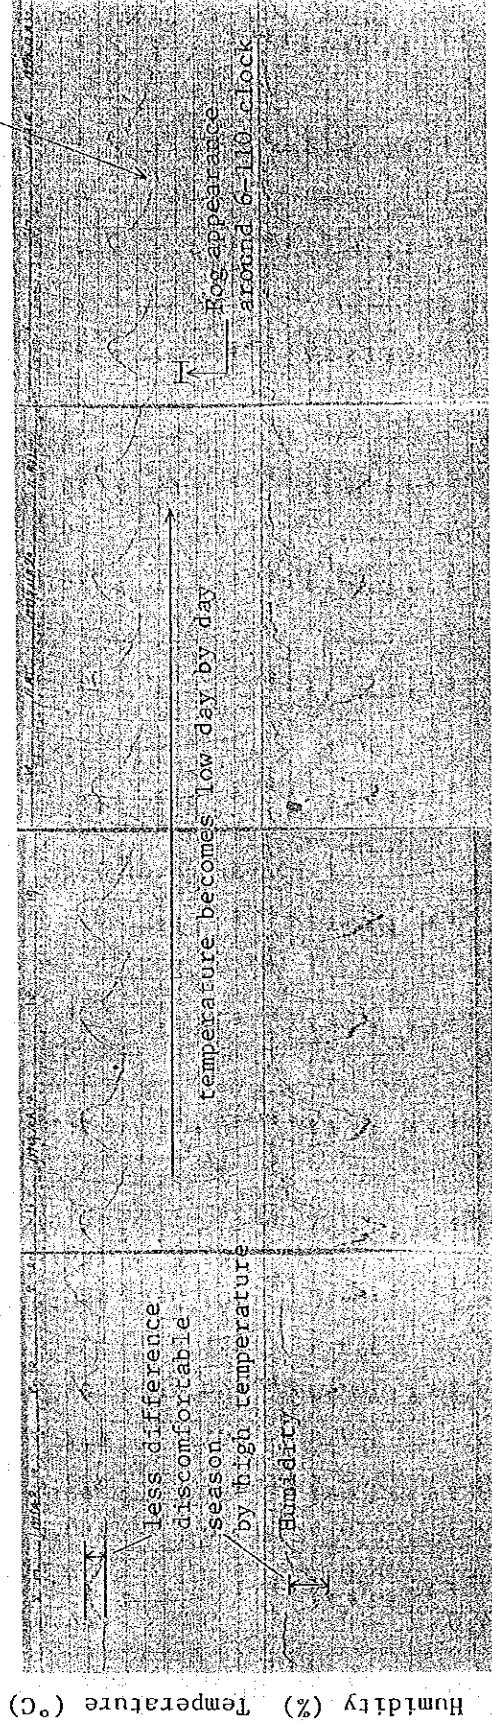 Temperature (°C)
Humidity (%)
less difference
discomfortable
season
by high temperature
Humidity
temperature becomes low day by day
Fog appearance
around 6-110 clock